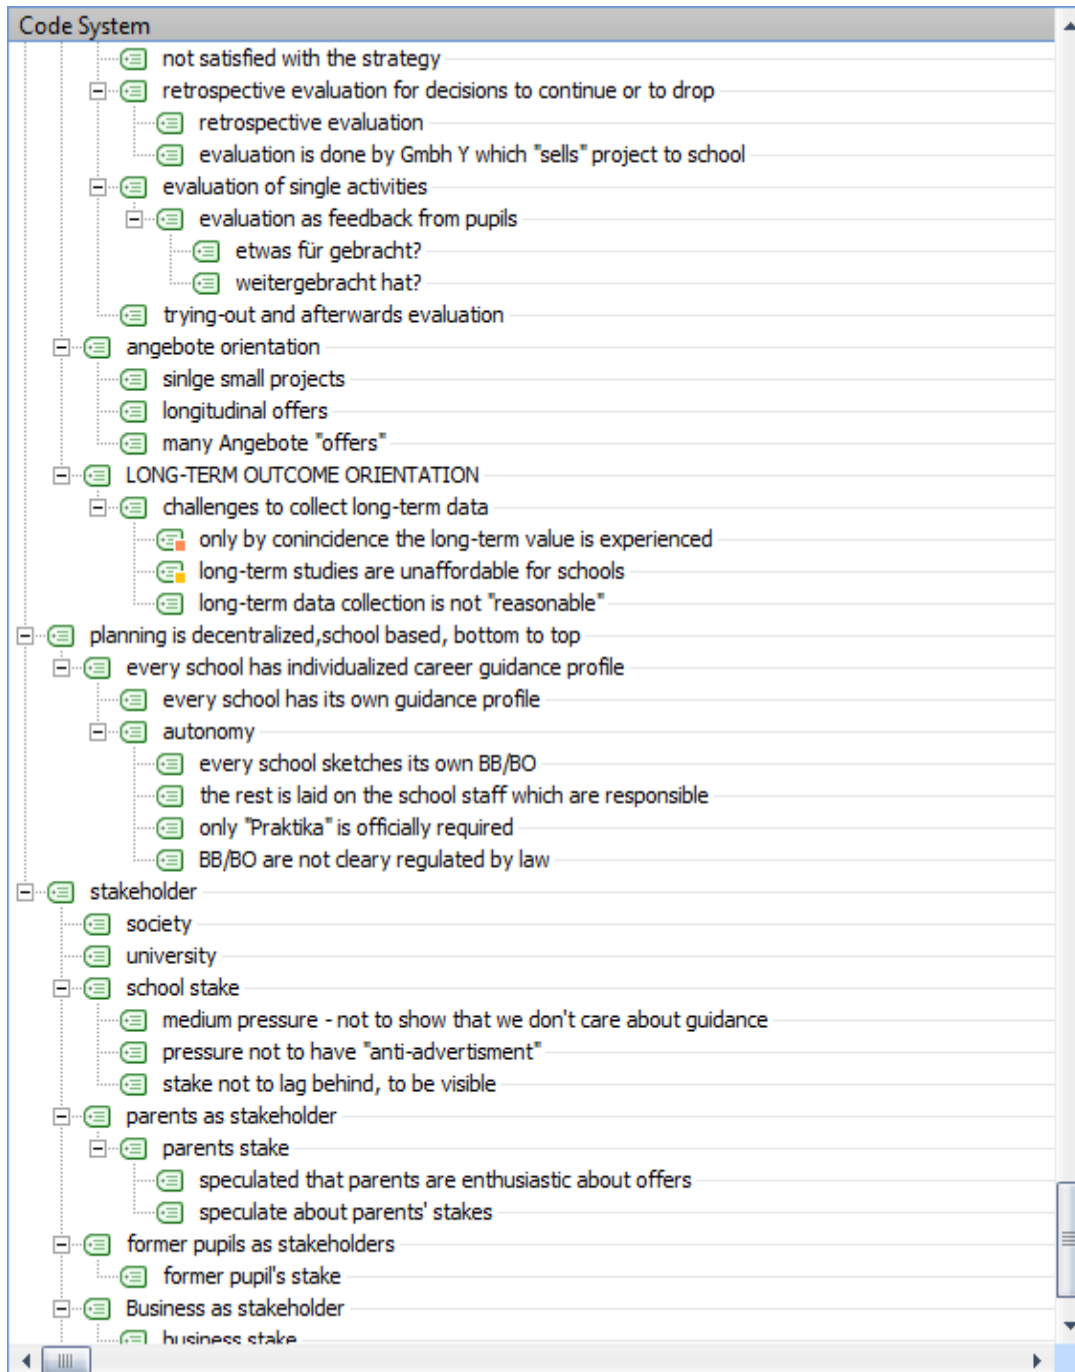 Code System
not satisfied with the strategy
retrospective evaluation for decisions to continue or to drop
retrospective evaluation
evaluation is done by Gmbh Y which "sells" project to school
evaluation of single activities
evaluation as feedback from pupils
etwas für gebracht?
weitergebracht hat?
trying-out and afterwards evaluation
angebote orientation
sinlge small projects
longitudinal offers
many Angebote "offers"
LONG-TERM OUTCOME ORIENTATION
challenges to collect long-term data
only by conincidence the long-term value is experienced
long-term studies are unaffordable for schools
long-term data collection is not "reasonable"
planning is decentralized,school based, bottom to top
every school has individualized career guidance profile
every school has its own guidance profile
autonomy
every school sketches its own BB/BO
the rest is laid on the school staff which are responsible
only "Praktika" is officially required
BB/BO are not cleary regulated by law
stakeholder
society
university
school stake
medium pressure - not to show that we don't care about guidance
pressure not to have "anti-advertisment"
stake not to lag behind, to be visible
parents as stakeholder
parents stake
speculated that parents are enthusiastic about offers
speculate about parents' stakes
former pupils as stakeholders
former pupil's stake
Business as stakeholder
business stake